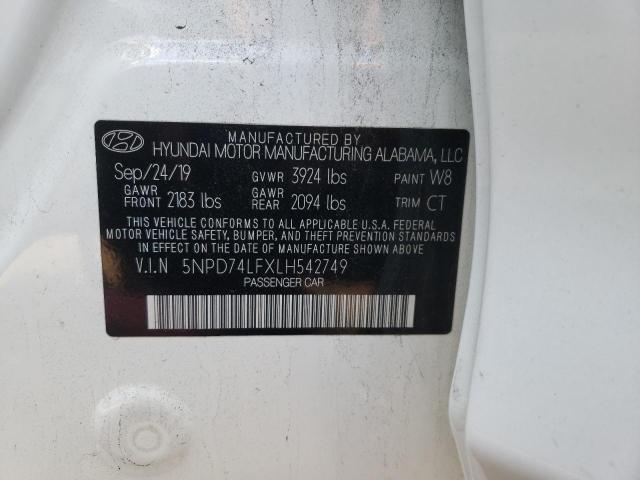 MANUFACTURED BY
HYUNDAI MOTOR MANUFACTURING ALABAMA, LLC
Sep/24/19 GVWR 3924 lbs PAINT W8
GAWR FRONT 2183 lbs GAWR REAR 2094 lbs TRIM CT
THIS VEHICLE CONFORMS TO ALL APPLICABLE U.S.A. FEDERAL
MOTOR VEHICLE SAFETY, BUMPER, AND THEFT PREVENTION STANDARDS
IN EFFECT ON THE DATE OF MANUFACTURE SHOWN ABOVE
V.I.N 5NPD74LFXLH542749
PASSENGER CAR